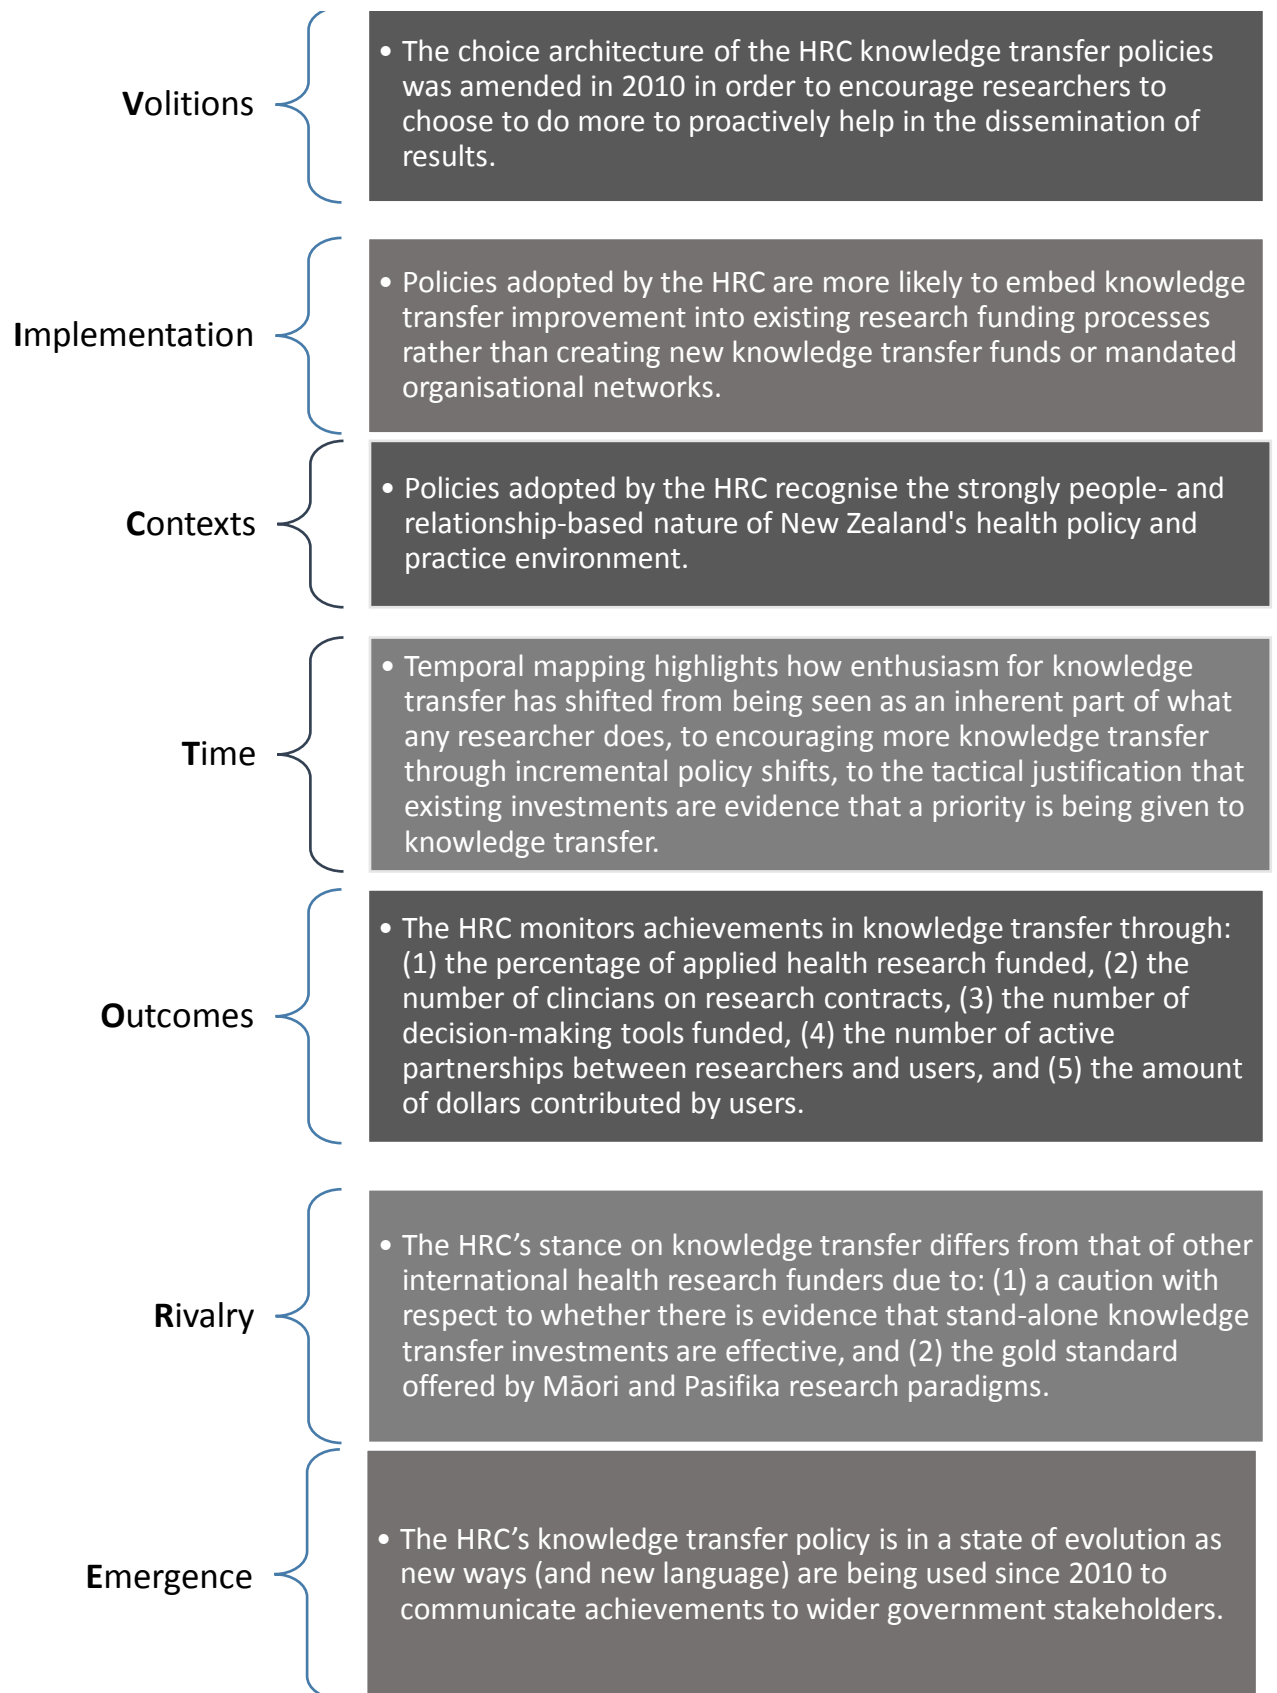 Volitions
• The choice architecture of the HRC knowledge transfer policies
was amended in 2010 in order to encourage researchers to
choose to do more to proactively help in the dissemination of
results.
Implementation
• Policies adopted by the HRC are more likely to embed knowledge
transfer improvement into existing research funding processes
rather than creating new knowledge transfer funds or mandated
organisational networks.
Contexts
• Policies adopted by the HRC recognise the strongly people- and
relationship-based nature of New Zealand's health policy and
practice environment.
Time
• Temporal mapping highlights how enthusiasm for knowledge
transfer has shifted from being seen as an inherent part of what
any researcher does, to encouraging more knowledge transfer
through incremental policy shifts, to the tactical justification that
existing investments are evidence that a priority is being given to
knowledge transfer.
Outcomes
• The HRC monitors achievements in knowledge transfer through:
(1) the percentage of applied health research funded, (2) the
number of clincians on research contracts, (3) the number of
decision-making tools funded, (4) the number of active
partnerships between researchers and users, and (5) the amount
of dollars contributed by users.
Rivalry
• The HRC’s stance on knowledge transfer differs from that of other
international health research funders due to: (1) a caution with
respect to whether there is evidence that stand-alone knowledge
transfer investments are effective, and (2) the gold standard
offered by Māori and Pasifika research paradigms.
Emergence
• The HRC’s knowledge transfer policy is in a state of evolution as
new ways (and new language) are being used since 2010 to
communicate achievements to wider government stakeholders.